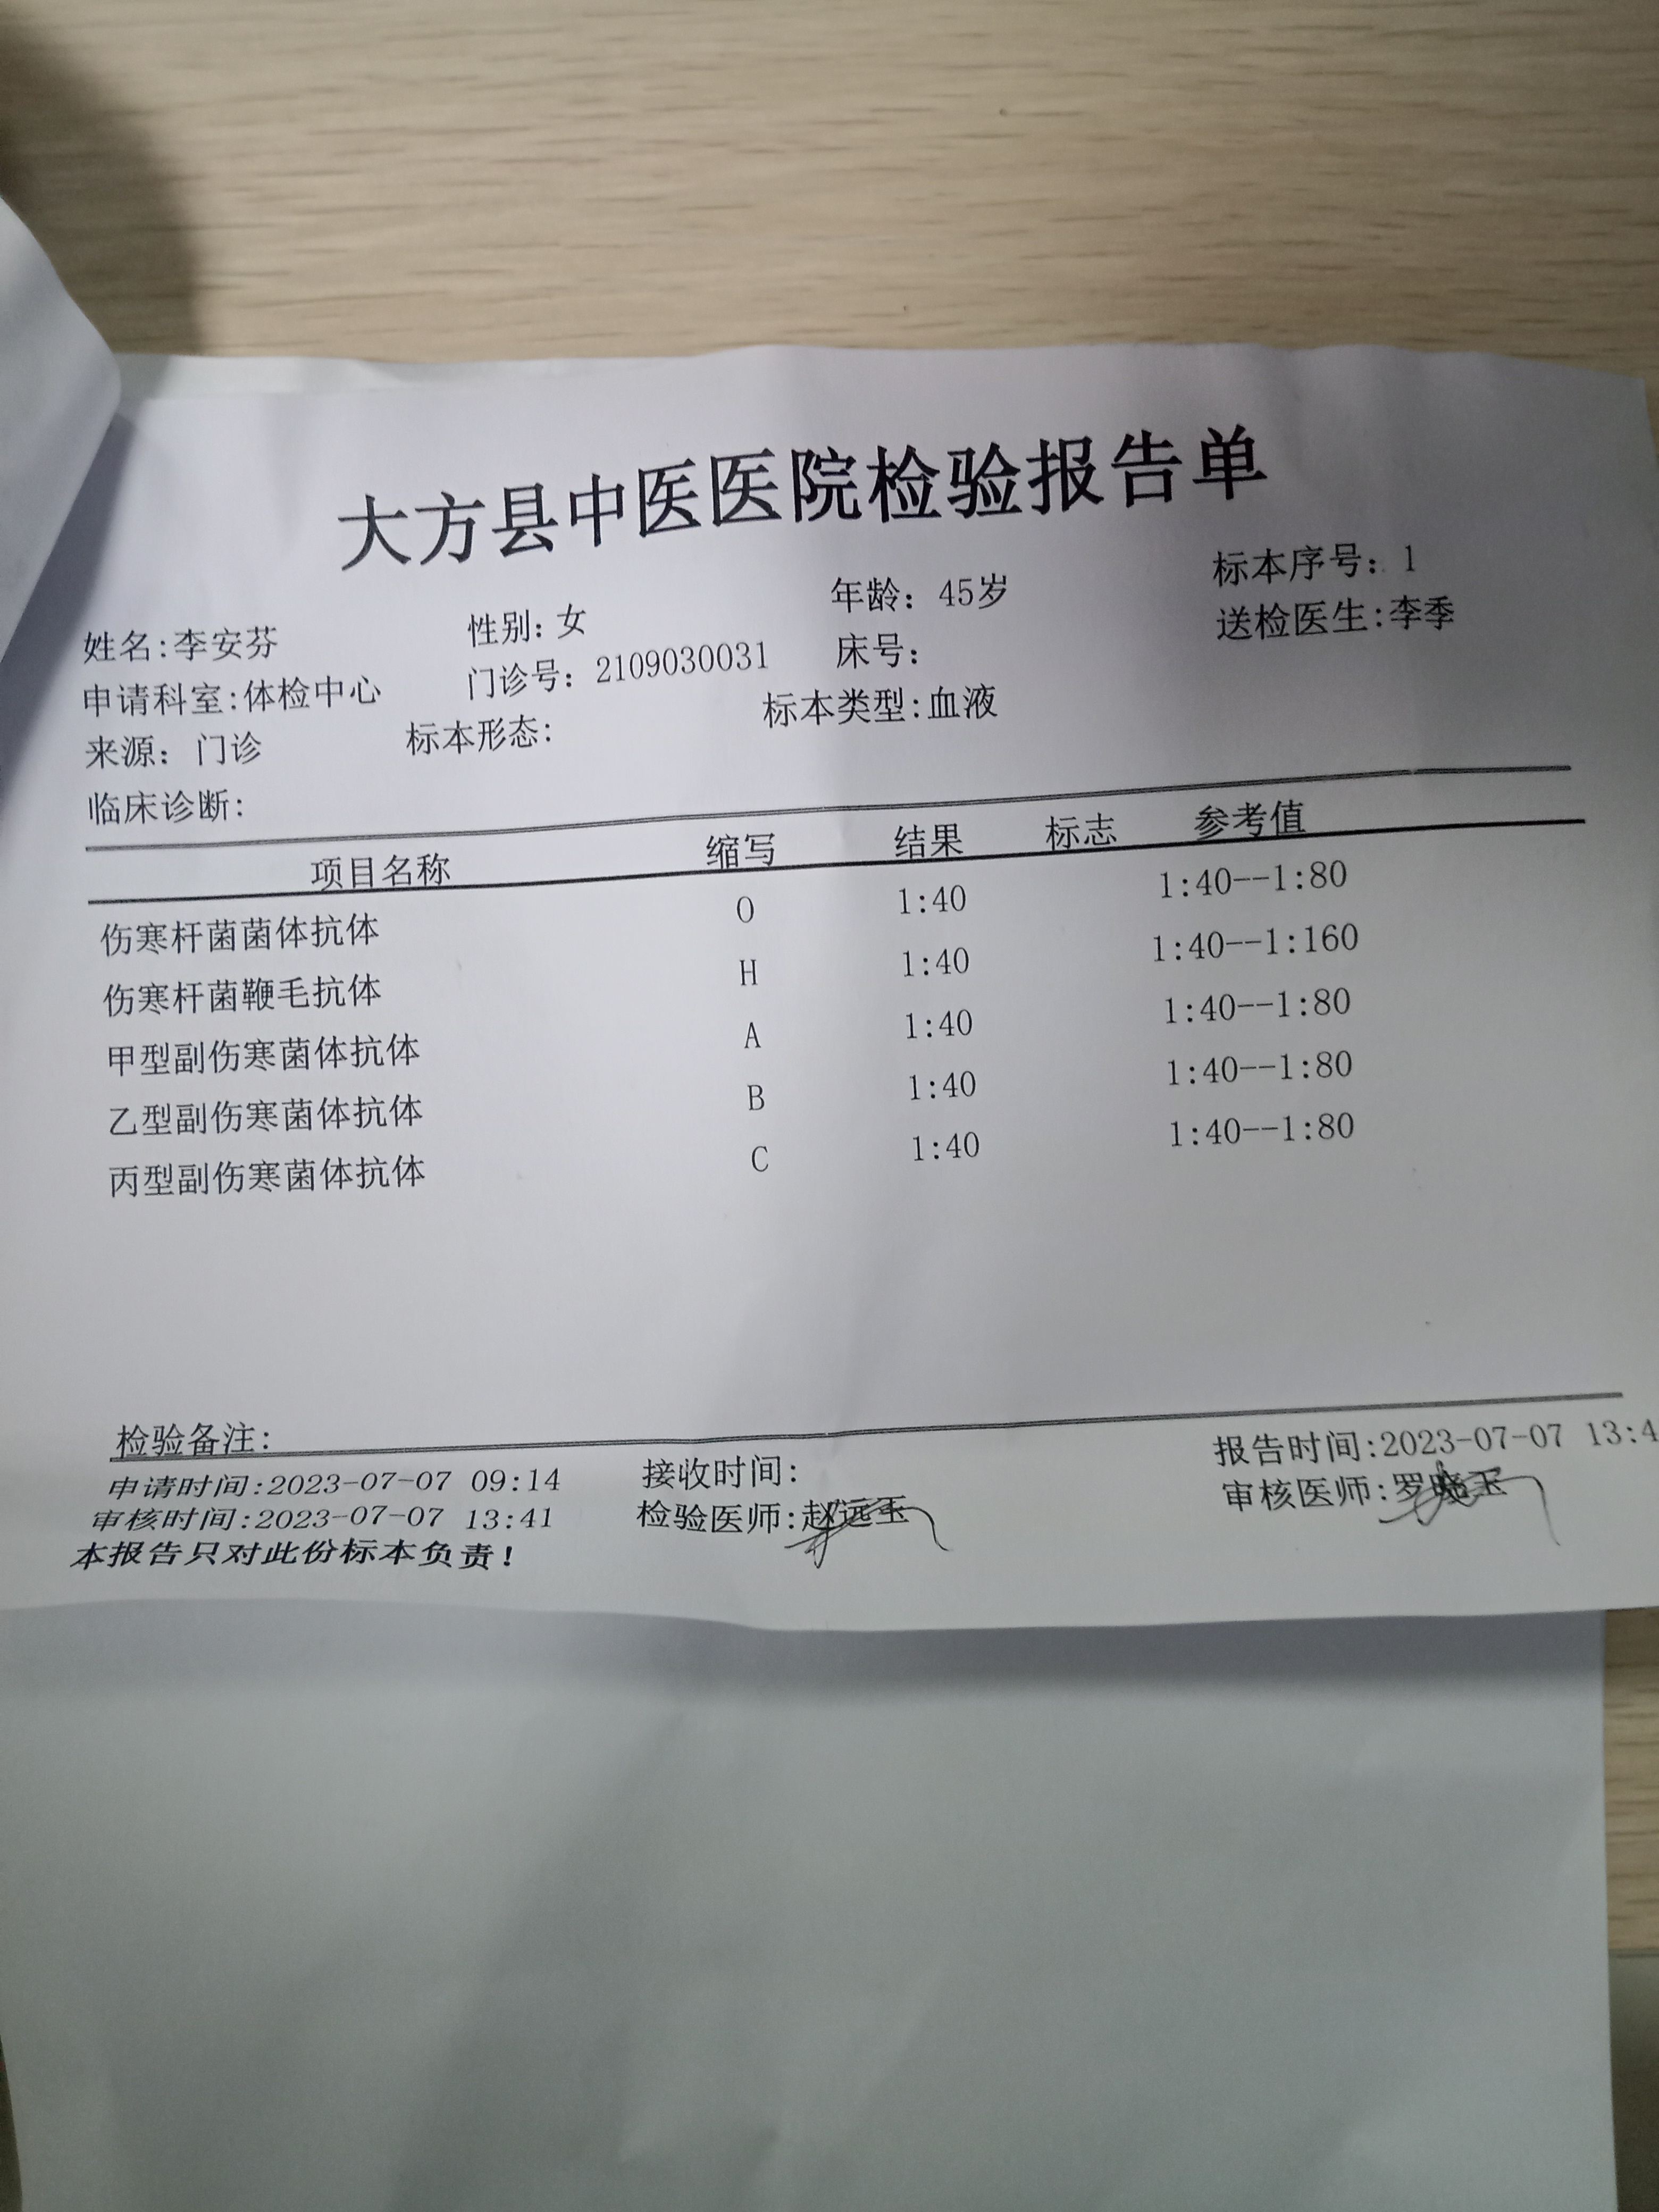 大方县中医医院检验报告单
姓名:李安芬 性别:女 年龄: 45岁 标本序号: 1
申请科室:体检中心 门诊号: 2109030031 床号: 送检医生:李季
来源: 门诊 标本形态: 标本类型:血液
临床诊断:
项目名称 缩写 结果 标志 参考值
伤寒杆菌菌体抗体 O 1:40 1:40--1:80
伤寒杆菌鞭毛抗体 H 1:40 1:40--1:160
甲型副伤寒菌体抗体 A 1:40 1:40--1:80
乙型副伤寒菌体抗体 B 1:40 1:40--1:80
丙型副伤寒菌体抗体 C 1:40 1:40--1:80
检验备注:
申请时间:2023-07-07 09:14 接收时间: 报告时间:2023-07-07 13:4
审核时间:2023-07-07 13:41 检验医师:赵远玉 审核医师:罗晓玉
本报告只对此份标本负责!